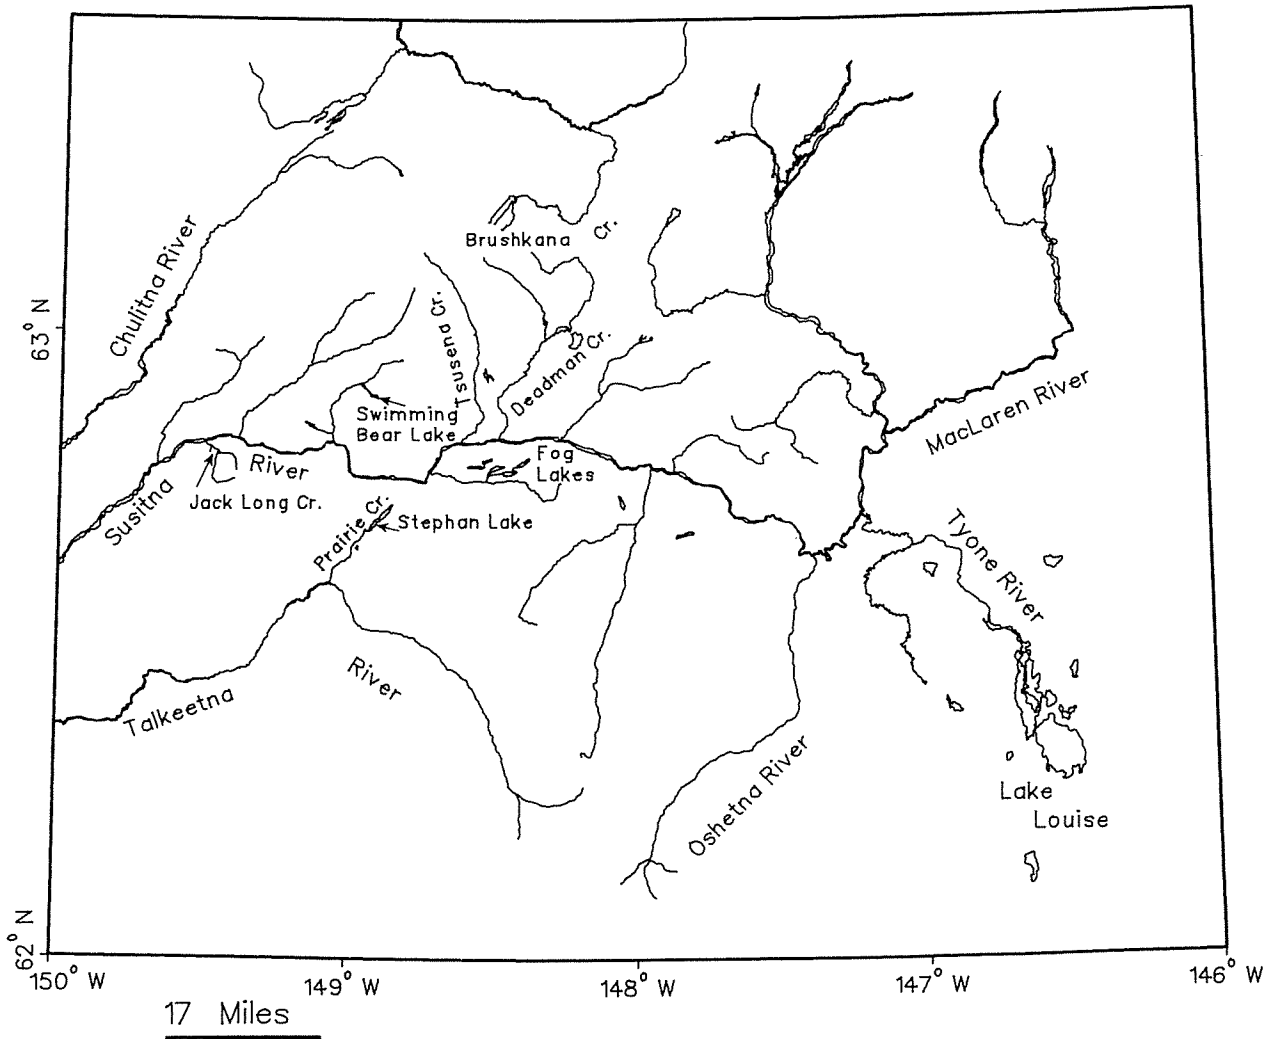 Brushkana Cr.
Chulitna River
63° N
Tsusena Cr.
Deadman Cr.
Swimming
Bear Lake
MacLaren River
Fog
Lakes
River
Susitna
Jack Long Cr.
Prairie Cr.
Stephan Lake
Tyone River
River
Talkeetna
Oshetna River
Lake
Louise
62° N
150° W
149° W
148° W
147° W
146° W
17 Miles